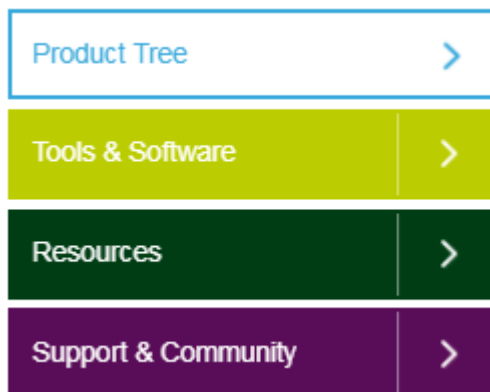 Product Tree
Tools & Software
Resources
Support & Community